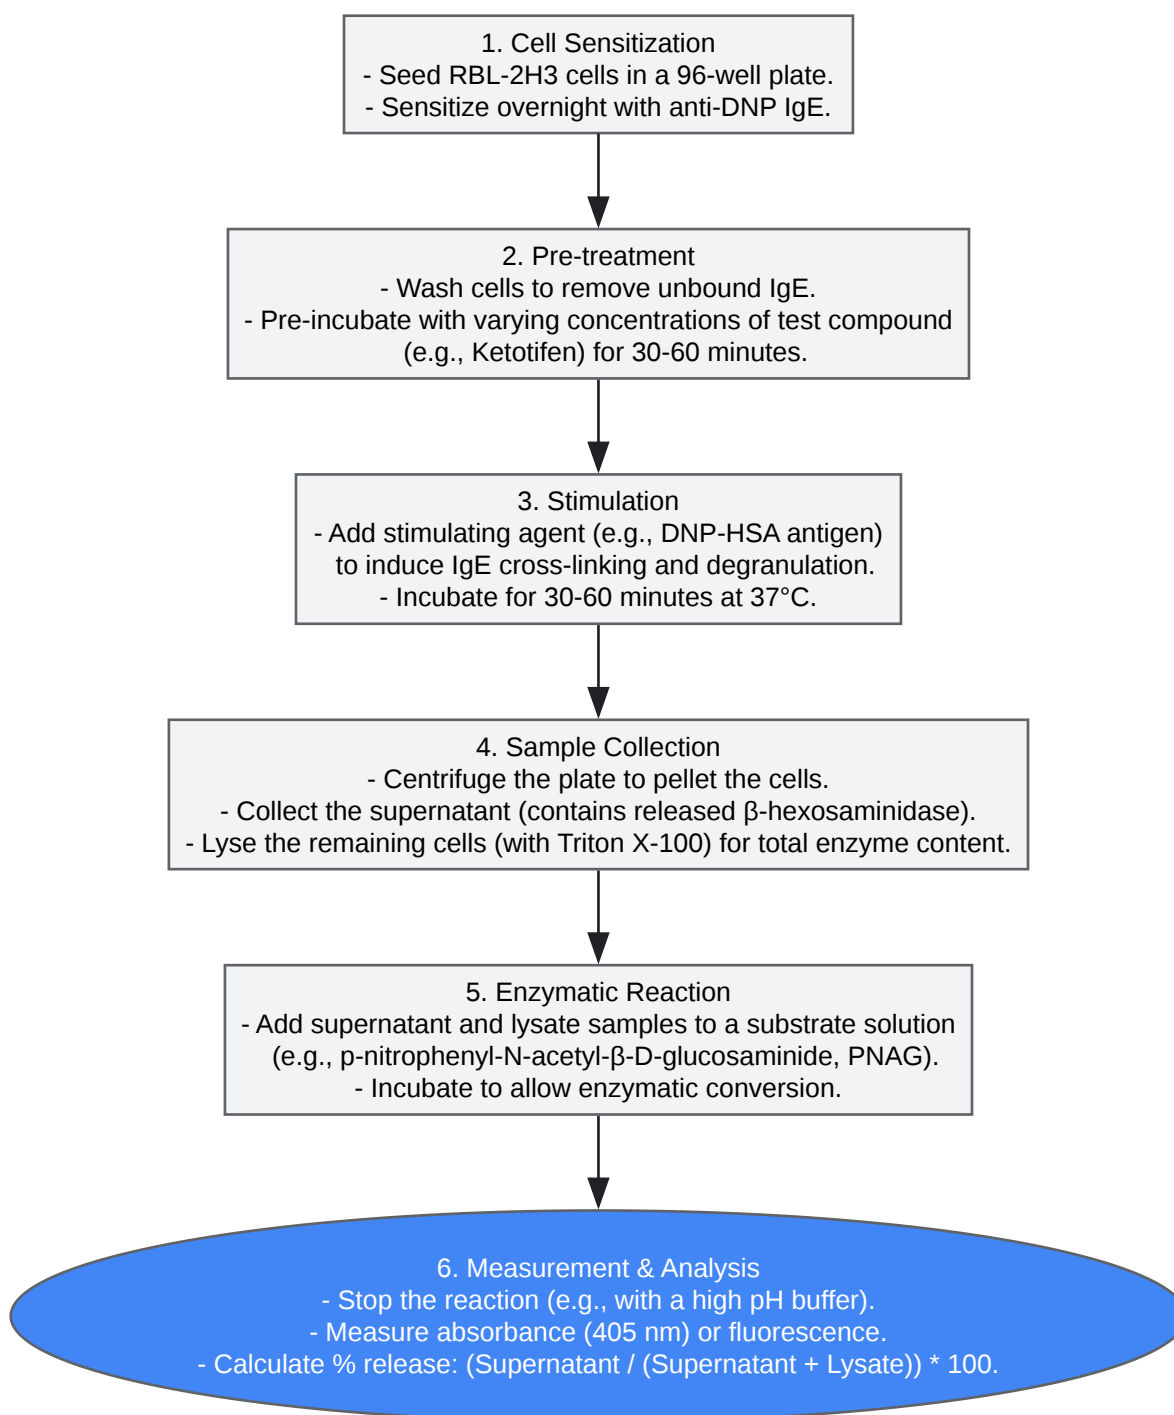 1. Cell Sensitization
- Seed RBL-2H3 cells in a 96-well plate.
- Sensitize overnight with anti-DNP IgE.
2. Pre-treatment
- Wash cells to remove unbound IgE.
- Pre-incubate with varying concentrations of test compound
(e.g., Ketotifen) for 30-60 minutes.
3. Stimulation
- Add stimulating agent (e.g., DNP-HSA antigen)
to induce IgE cross-linking and degranulation.
- Incubate for 30-60 minutes at 37°C.
4. Sample Collection
- Centrifuge the plate to pellet the cells.
- Collect the supernatant (contains released β-hexosaminidase).
- Lyse the remaining cells (with Triton X-100) for total enzyme content.
5. Enzymatic Reaction
- Add supernatant and lysate samples to a substrate solution
(e.g., p-nitrophenyl-N-acetyl-β-D-glucosaminide, PNAG).
- Incubate to allow enzymatic conversion.
6. Measurement & Analysis
- Stop the reaction (e.g., with a high pH buffer).
- Measure absorbance (405 nm) or fluorescence.
- Calculate % release: (Supernatant / (Supernatant + Lysate)) * 100.